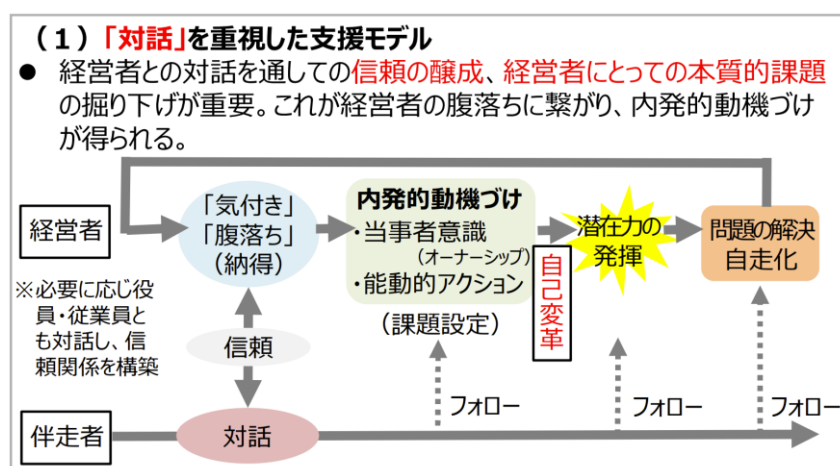 （１）「対話」を重視した支援モデル
● 経営者との対話を通しての信頼の醸成、経営者にとっての本質的課題
の掘り下げが重要。これが経営者の腹落ちに繋がり、内発的動機づけ
が得られる。
経営者
「気付き」
「腹落ち」
（納得）
内発的動機づけ
・当事者意識
（オーナーシップ）
・能動的アクション
（課題設定）
自己変革
潜在力の
発揮
問題の解決
自走化
※必要に応じ役
員・従業員と
も対話し、信
頼関係を構築
信頼
フォロー
フォロー
フォロー
伴走者
対話